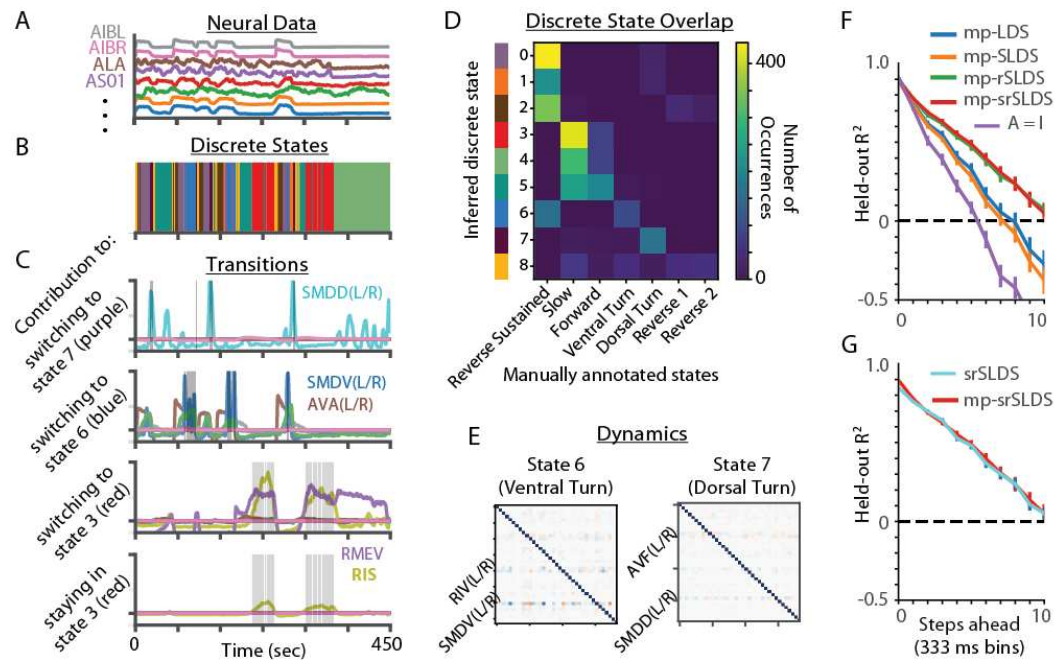 A
Neural Data
AIBL
AIBR
ALA
AS01
B
Discrete States
C
Transitions
Contribution to:
switching to
state 7 (purple)
SMDD(L/R)
switching to
state 6 (blue)
SMDV(L/R)
AVA(L/R)
switching to
state 3 (red)
RMEV
RIS
staying in
state 3 (red)
0
Time (sec)
450
D
Discrete State Overlap
Inferred discrete state
0
1
2
3
4
5
6
7
8
400
0
Number of
Occurrences
Reverse Sustained
Slow
Forward
Ventral Turn
Dorsal Turn
Reverse 1
Reverse 2
Manually annotated states
E
Dynamics
State 6
(Ventral Turn)
State 7
(Dorsal Turn)
RIV(L/R)
SMDV(L/R)
AVF(L/R)
SMDD(L/R)
F
mp-LDS
mp-SLDS
mp-rSLDS
mp-srSLDS
A = I
1.0
0
-0.5
Held-out R²
0
10
G
srSLDS
mp-srSLDS
1.0
0
-0.5
Held-out R²
0
10
Steps ahead
(333 ms bins)